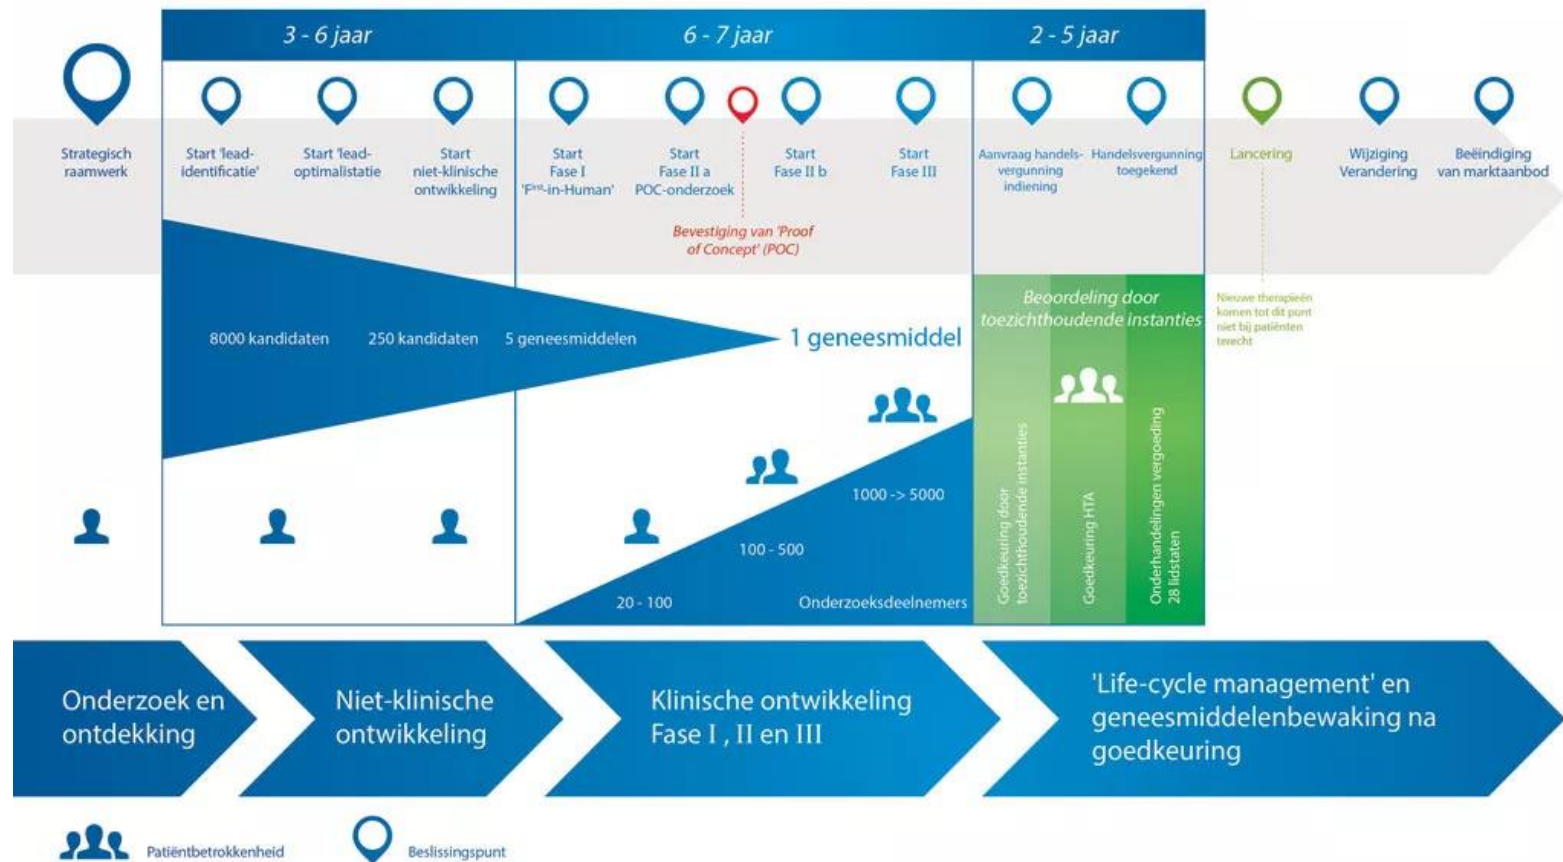 3 - 6 jaar
6 - 7 jaar
2 - 5 jaar
Strategisch
raamwerk
Start 'lead-
identificatie'
Start 'lead-
optimalistatie
Start
niet-klinische
ontwikkeling
Start
Fase I
'First-in-Human'
Start
Fase II a
POC-onderzoek
Start
Fase II b
Start
Fase III
Aanvraag handels-
vergunning
indiening
Handelsvergunning
toegekend
Lancering
Wijziging
Verandering
Beëindiging
van marktaanbod
Bevestiging van 'Proof
of Concept' (POC)
8000 kandidaten
250 kandidaten
5 geneesmiddelen
1 geneesmiddel
Beoordeling door
toezichthoudende instanties
Nieuwe therapieën
komen tot dit punt
niet bij patiënten
terecht
20 - 100
100 - 500
1000 -> 5000
Onderzoeksdeelnemers
Goedkeuring door
toezichthoudende instanties
Goedkeuring HTA
Onderhandelingen vergoeding
28 lidstaten
Onderzoek en
ontdekking
Niet-klinische
ontwikkeling
Klinische ontwikkeling
Fase I , II en III
'Life-cycle management' en
geneesmiddelenbewaking na
goedkeuring
Patiëntbetrokkenheid
Beslissingspunt